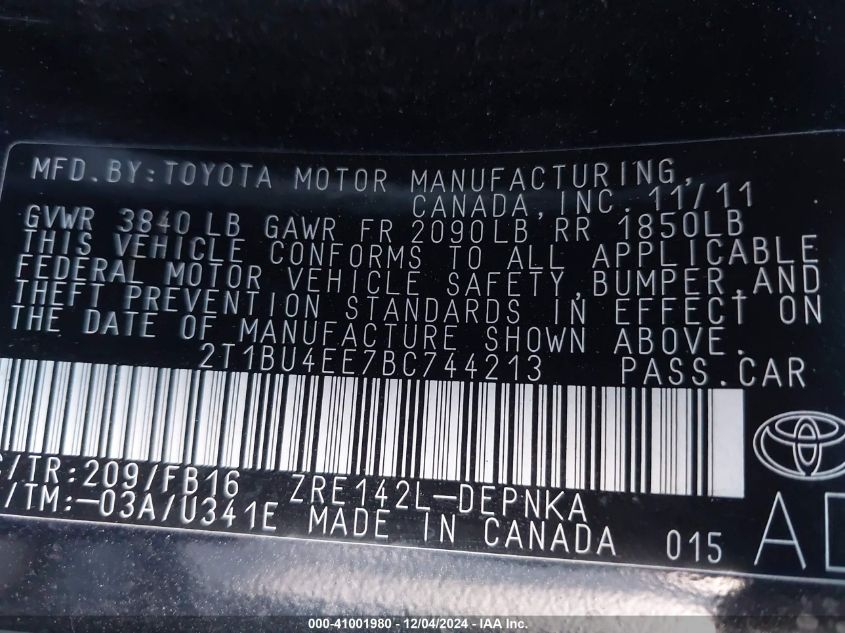 MFD.BY:TOYOTA MOTOR MANUFACTURING,
CANADA,INC. 11/11
GVWR 3840 LB GAWR FR 2090LB RR 1850LB
THIS VEHICLE CONFORMS TO ALL APPLICABLE
FEDERAL MOTOR VEHICLE SAFETY,BUMPER,AND
THEFT PREVENTION STANDARDS IN EFFECT ON
THE DATE OF MANUFACTURE SHOWN ABOVE.
2T1BU4EE7BC744213 PASS.CAR
/TR:209/FB16 ZRE142L-DEPNKA
/TM:-03A/U341E MADE IN CANADA 015
000-41001980 - 12/04/2024 - IAA Inc.